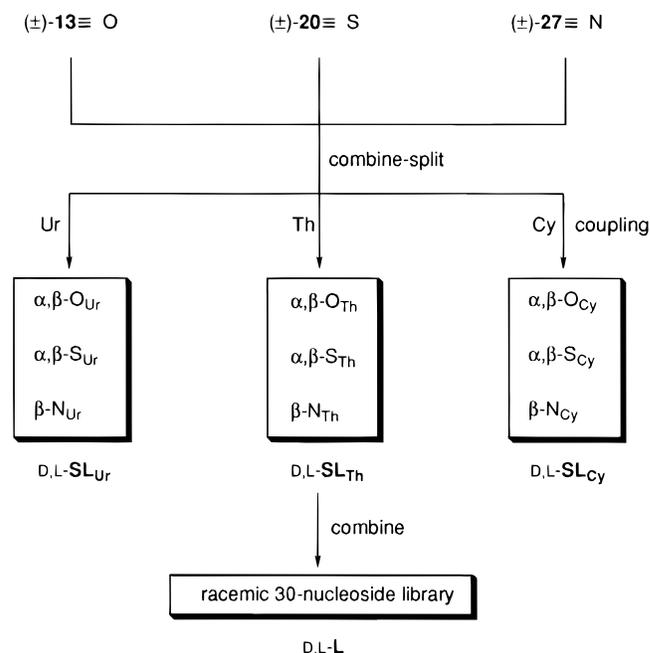 (±)-13≡ O (±)-20≡ S (±)-27≡ N
combine-split
Ur Th Cy coupling
α,β-O_Ur α,β-O_Th α,β-O_Cy
α,β-S_Ur α,β-S_Th α,β-S_Cy
β-N_Ur β-N_Th β-N_Cy
D,L-SL_Ur D,L-SL_Th D,L-SL_Cy
combine
racemic 30-nucleoside library
D,L-L